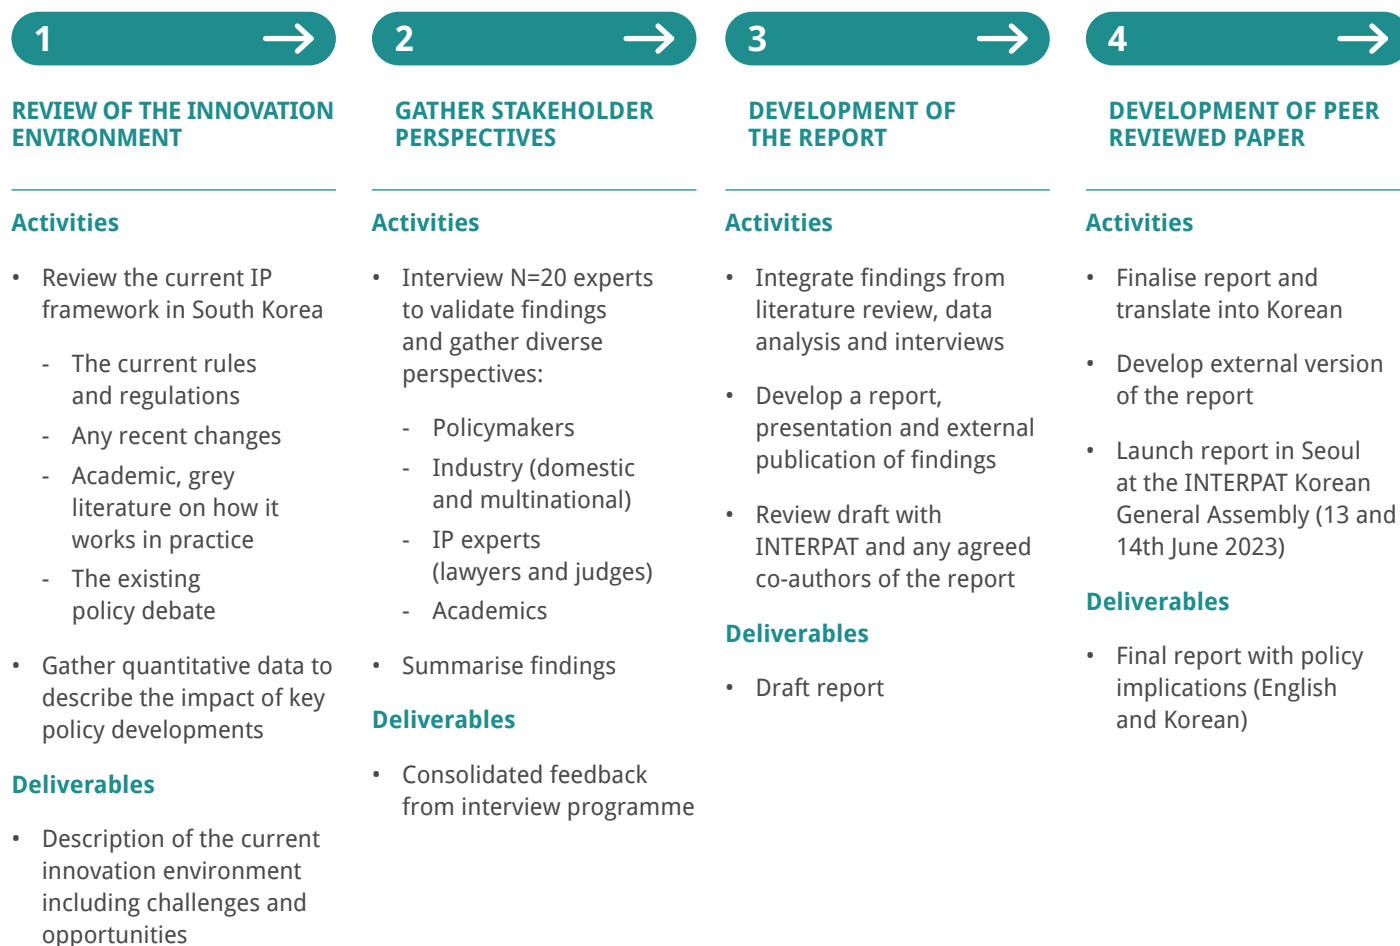 1
REVIEW OF THE INNOVATION
ENVIRONMENT
Activities
• Review the current IP
framework in South Korea
- The current rules
and regulations
- Any recent changes
- Academic, grey
literature on how it
works in practice
- The existing
policy debate
• Gather quantitative data to
describe the impact of key
policy developments
Deliverables
• Description of the current
innovation environment
including challenges and
opportunities
2
GATHER STAKEHOLDER
PERSPECTIVES
Activities
• Interview N=20 experts
to validate findings
and gather diverse
perspectives:
- Policymakers
- Industry (domestic
and multinational)
- IP experts
(lawyers and judges)
- Academics
• Summarise findings
Deliverables
• Consolidated feedback
from interview programme
3
DEVELOPMENT OF
THE REPORT
Activities
• Integrate findings from
literature review, data
analysis and interviews
• Develop a report,
presentation and external
publication of findings
• Review draft with
INTERPAT and any agreed
co-authors of the report
Deliverables
• Draft report
4
DEVELOPMENT OF PEER
REVIEWED PAPER
Activities
• Finalise report and
translate into Korean
• Develop external version
of the report
• Launch report in Seoul
at the INTERPAT Korean
General Assembly (13 and
14th June 2023)
Deliverables
• Final report with policy
implications (English
and Korean)